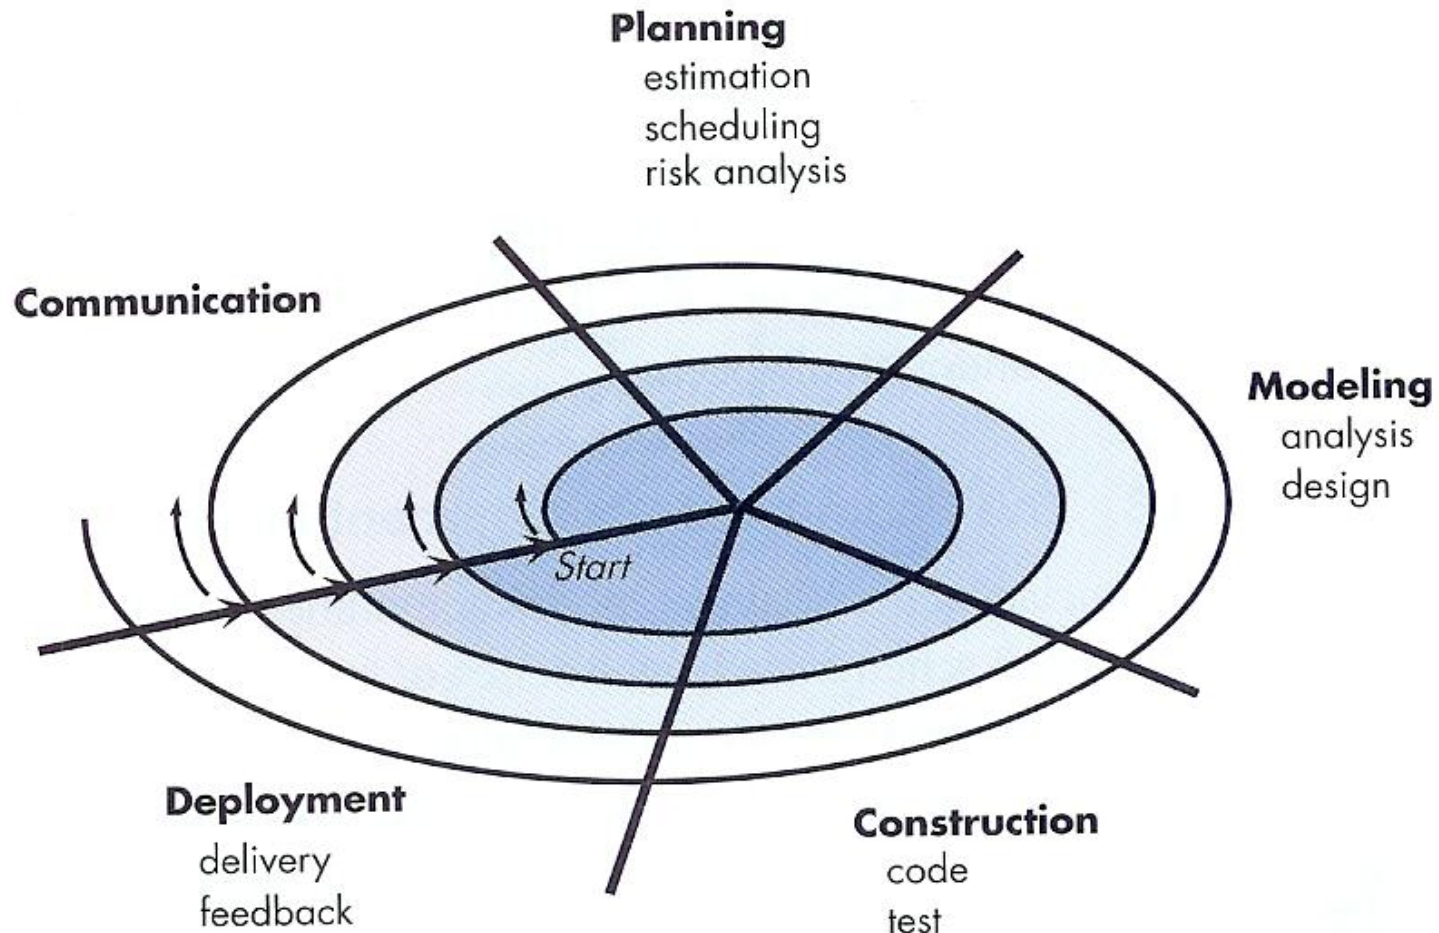 Planning
estimation
scheduling
risk analysis
Communication
Modeling
analysis
design
Start
Deployment
delivery
feedback
Construction
code
test